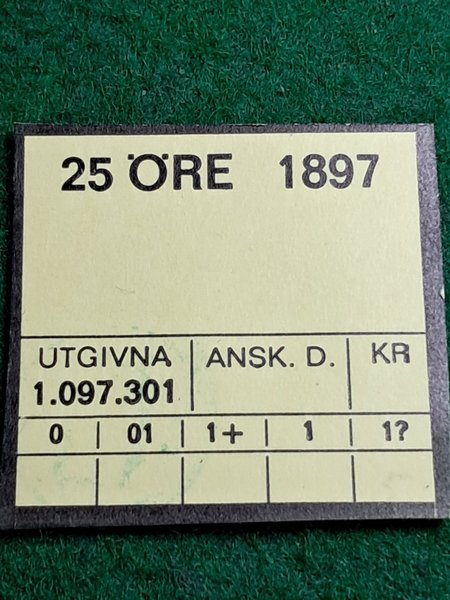 25 ÖRE 1897
UTGIVNA ANSK. D. KR
1.097.301
0 01 1+ 1 1?